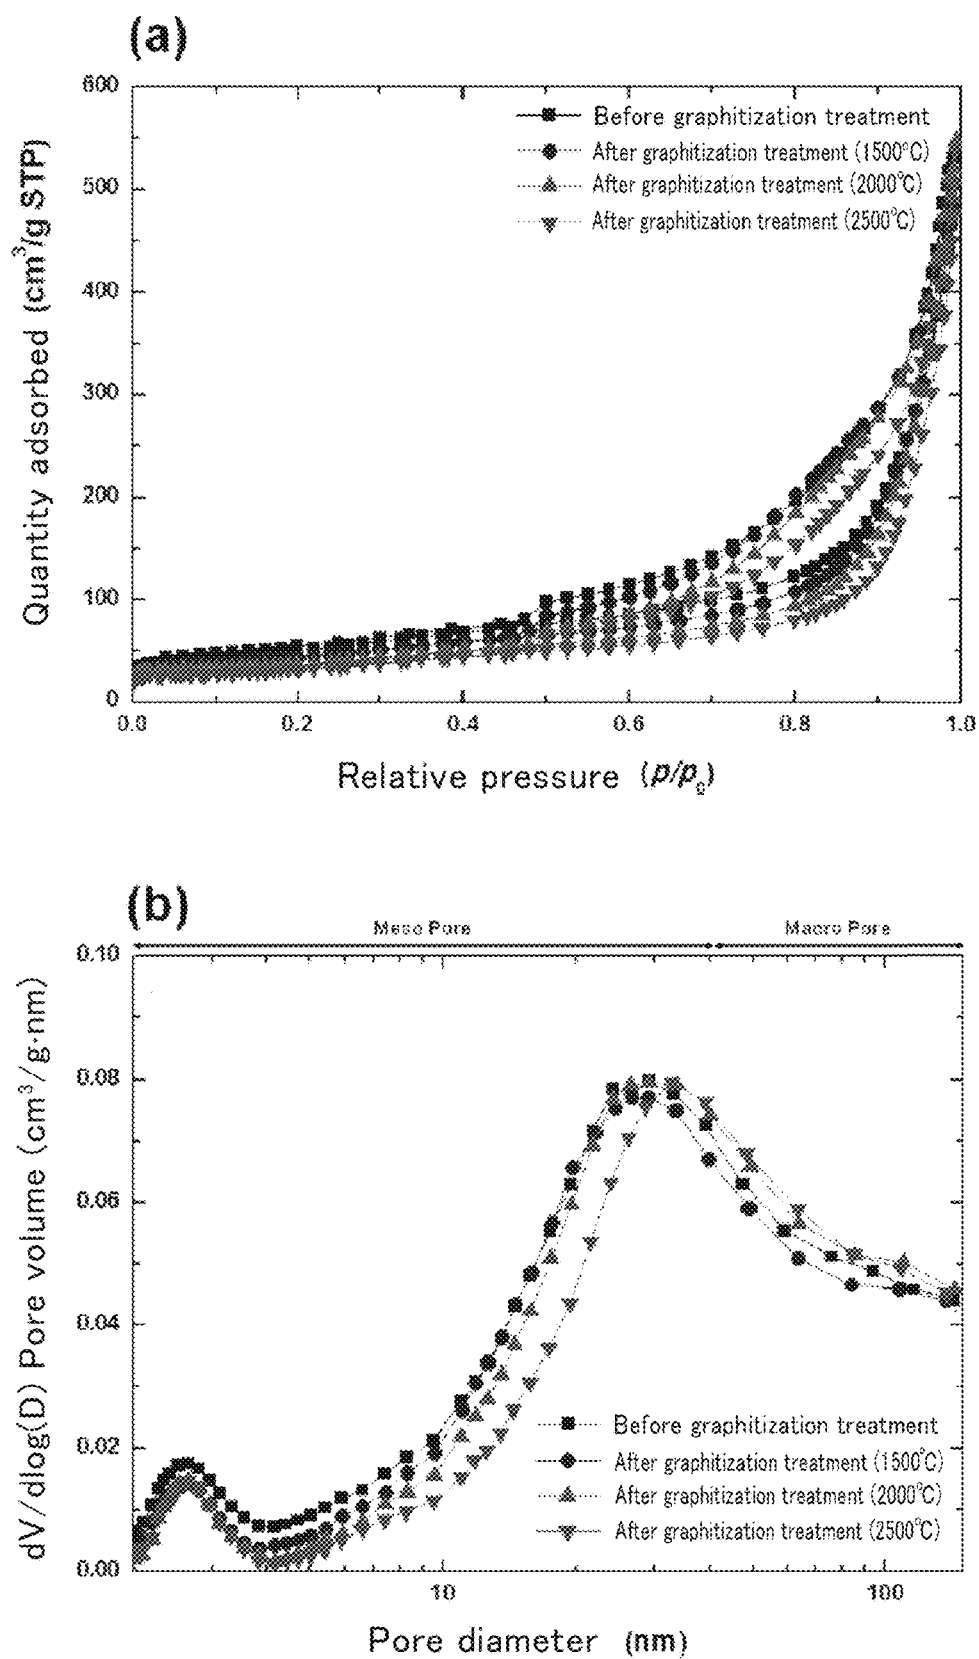 (a)
600
500
400
300
200
100
0
Quantity adsorbed (cm³/g STP)
Before graphitization treatment
After graphitization treatment (1500°C)
After graphitization treatment (2000°C)
After graphitization treatment (2500°C)
0.0 0.2 0.4 0.6 0.8 1.0
Relative pressure (p/p₀)
(b)
Meso Pore Macro Pore
0.10
0.08
0.06
0.04
0.02
0.00
dV/dlog(D) Pore volume (cm³/g·nm)
Before graphitization treatment
After graphitization treatment (1500°C)
After graphitization treatment (2000°C)
After graphitization treatment (2500°C)
10 100
Pore diameter (nm)